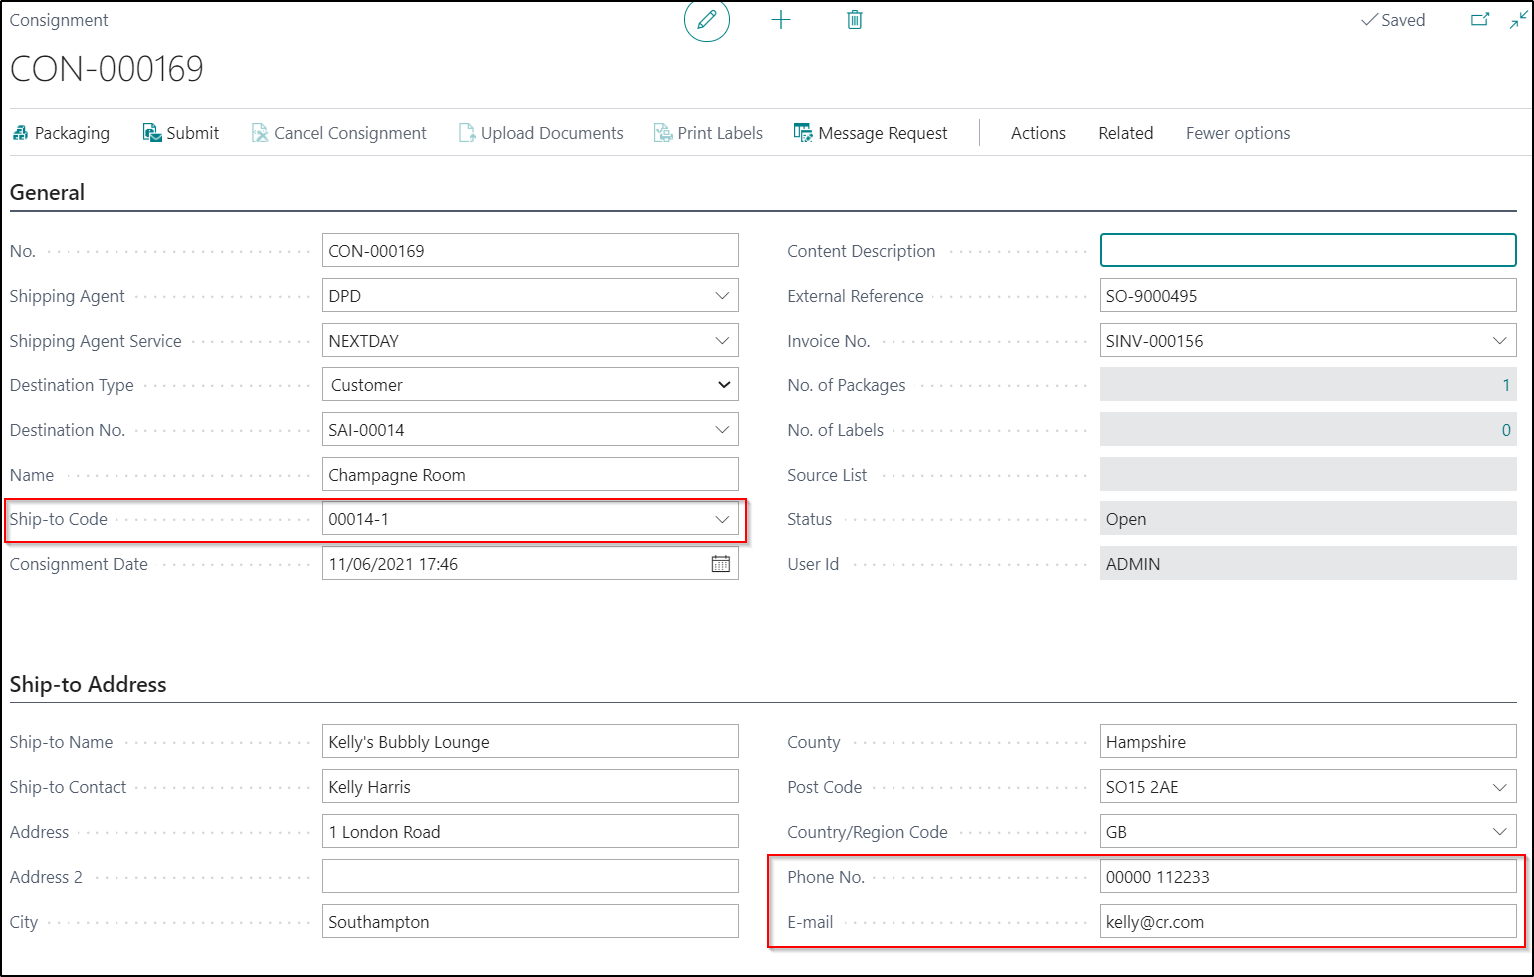 Consignment
Saved
CON-000169
Packaging Submit Cancel Consignment Upload Documents Print Labels Message Request Actions Related Fewer options
General
No. CON-000169
Shipping Agent DPD
Shipping Agent Service NEXTDAY
Destination Type Customer
Destination No. SAI-00014
Name Champagne Room
Ship-to Code 00014-1
Consignment Date 11/06/2021 17:46
Content Description
External Reference SO-9000495
Invoice No. SINV-000156
No. of Packages 1
No. of Labels 0
Source List
Status Open
User Id ADMIN
Ship-to Address
Ship-to Name Kelly's Bubbly Lounge
Ship-to Contact Kelly Harris
Address 1 London Road
Address 2
City Southampton
County Hampshire
Post Code SO15 2AE
Country/Region Code GB
Phone No. 00000 112233
E-mail kelly@cr.com